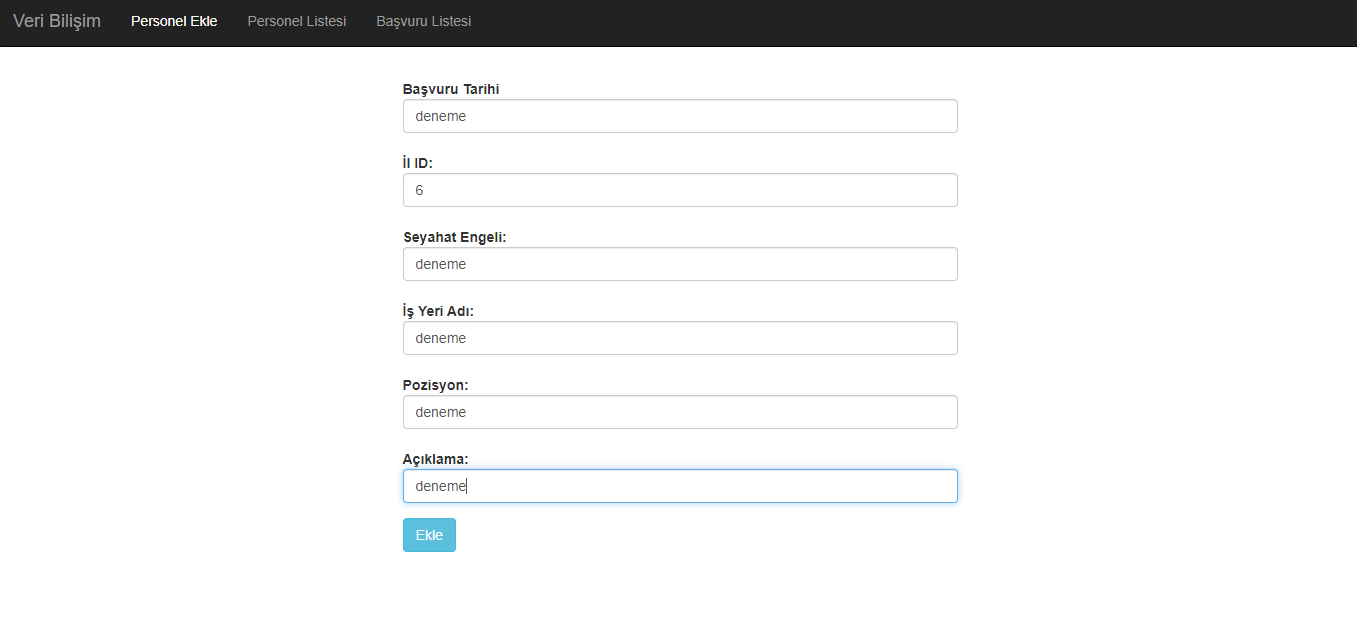 Veri Bilişim Personel Ekle Personel Listesi Başvuru Listesi
Başvuru Tarihi
deneme
İl ID:
6
Seyahat Engeli:
deneme
İş Yeri Adı:
deneme
Pozisyon:
deneme
Açıklama:
deneme
Ekle